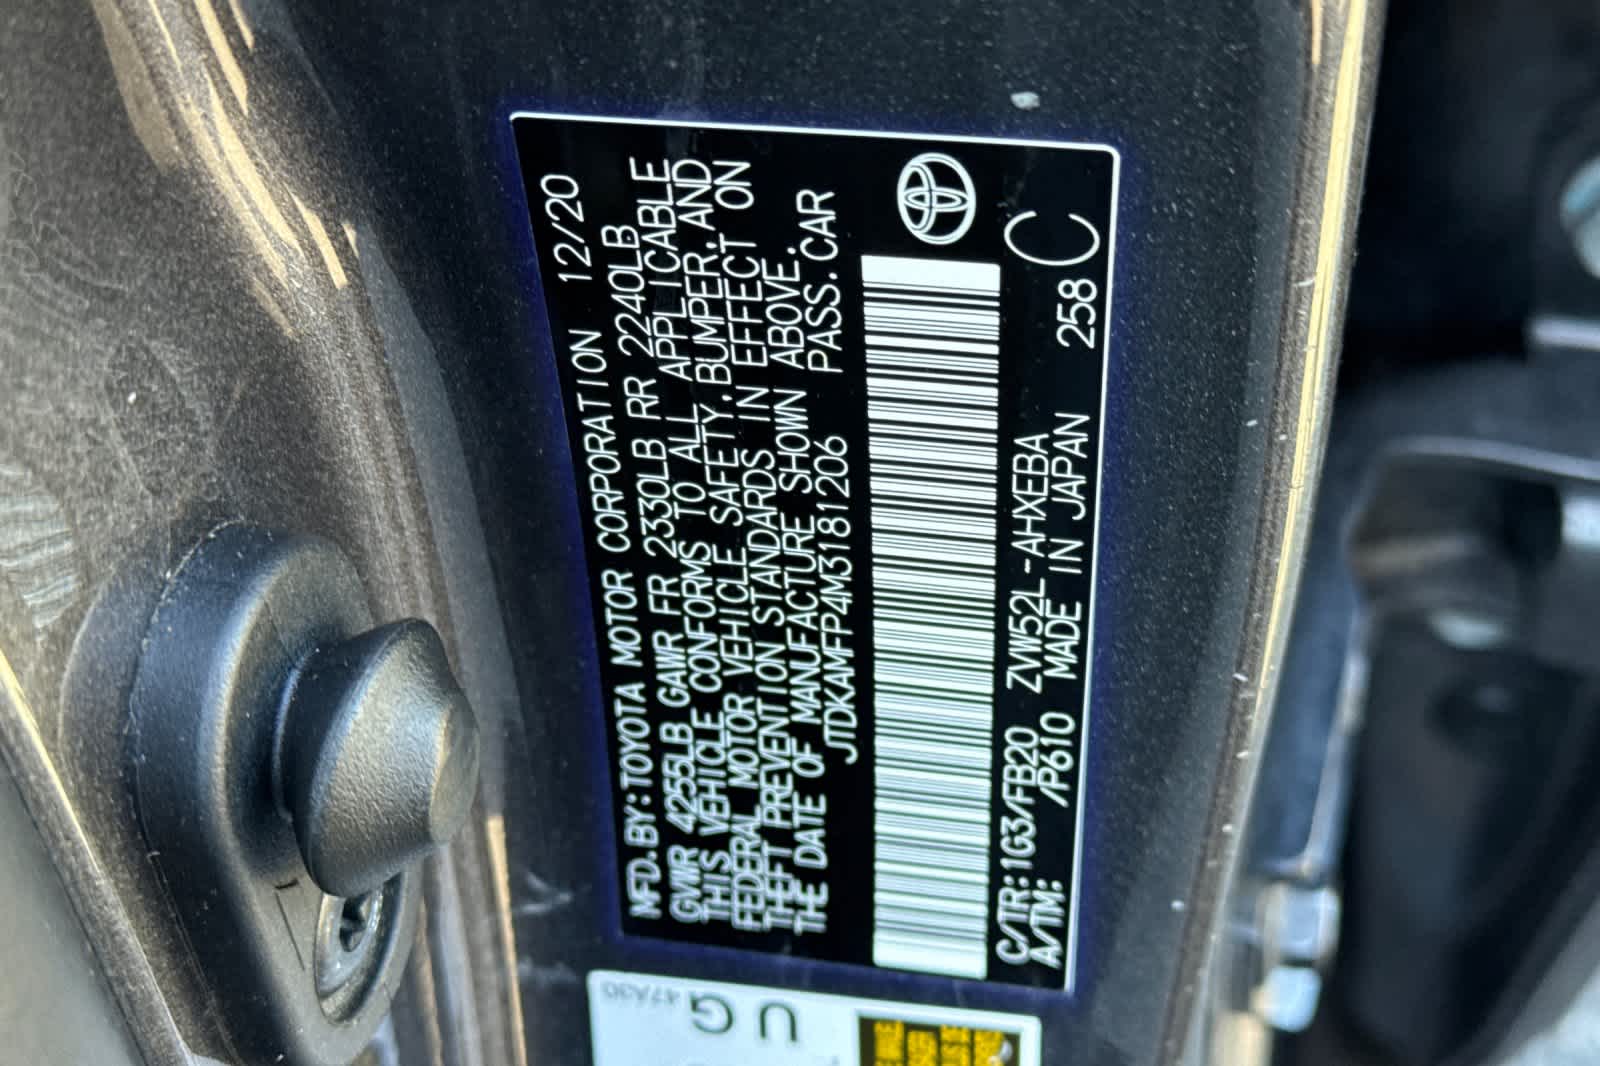 MFD. BY: TOYOTA MOTOR CORPORATION 12/20
GVWR 4255LB GAWR FR 2330LB RR 2240LB
THIS VEHICLE CONFORMS TO ALL APPLICABLE
FEDERAL MOTOR VEHICLE SAFETY, BUMPER, AND
THEFT PREVENTION STANDARDS IN EFFECT ON
THE DATE OF MANUFACTURE SHOWN ABOVE.
JTDKAMFP4M3181206 PASS. CAR
C/TR: 1G3/FB20 ZVW52L-AHXEBA C
A/TM: /P610 MADE IN JAPAN 258
U G
47A30